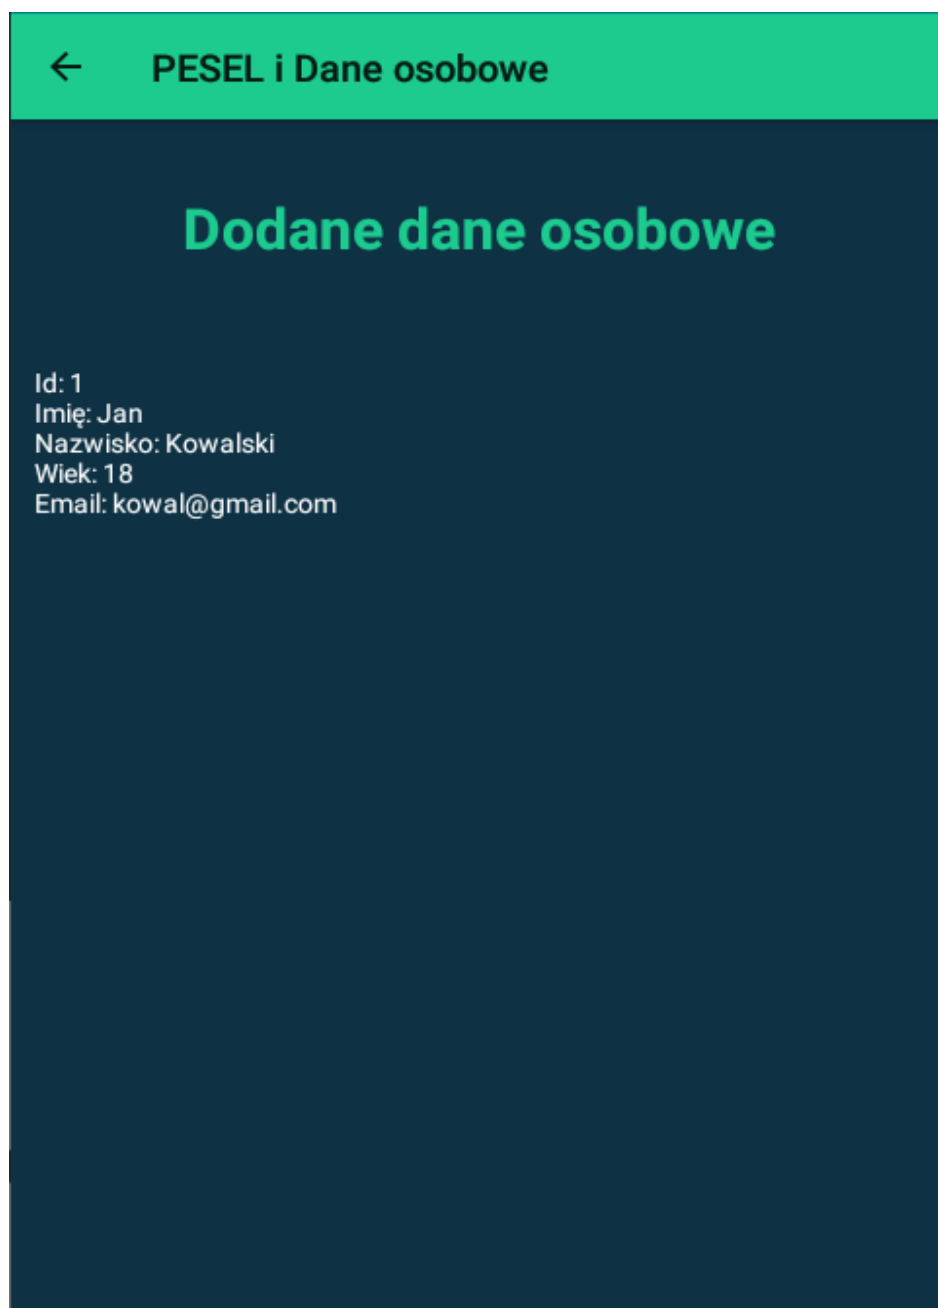 PESEL i Dane osobowe
Dodane dane osobowe
Id: 1
Imię: Jan
Nazwisko: Kowalski
Wiek: 18
Email: kowal@gmail.com